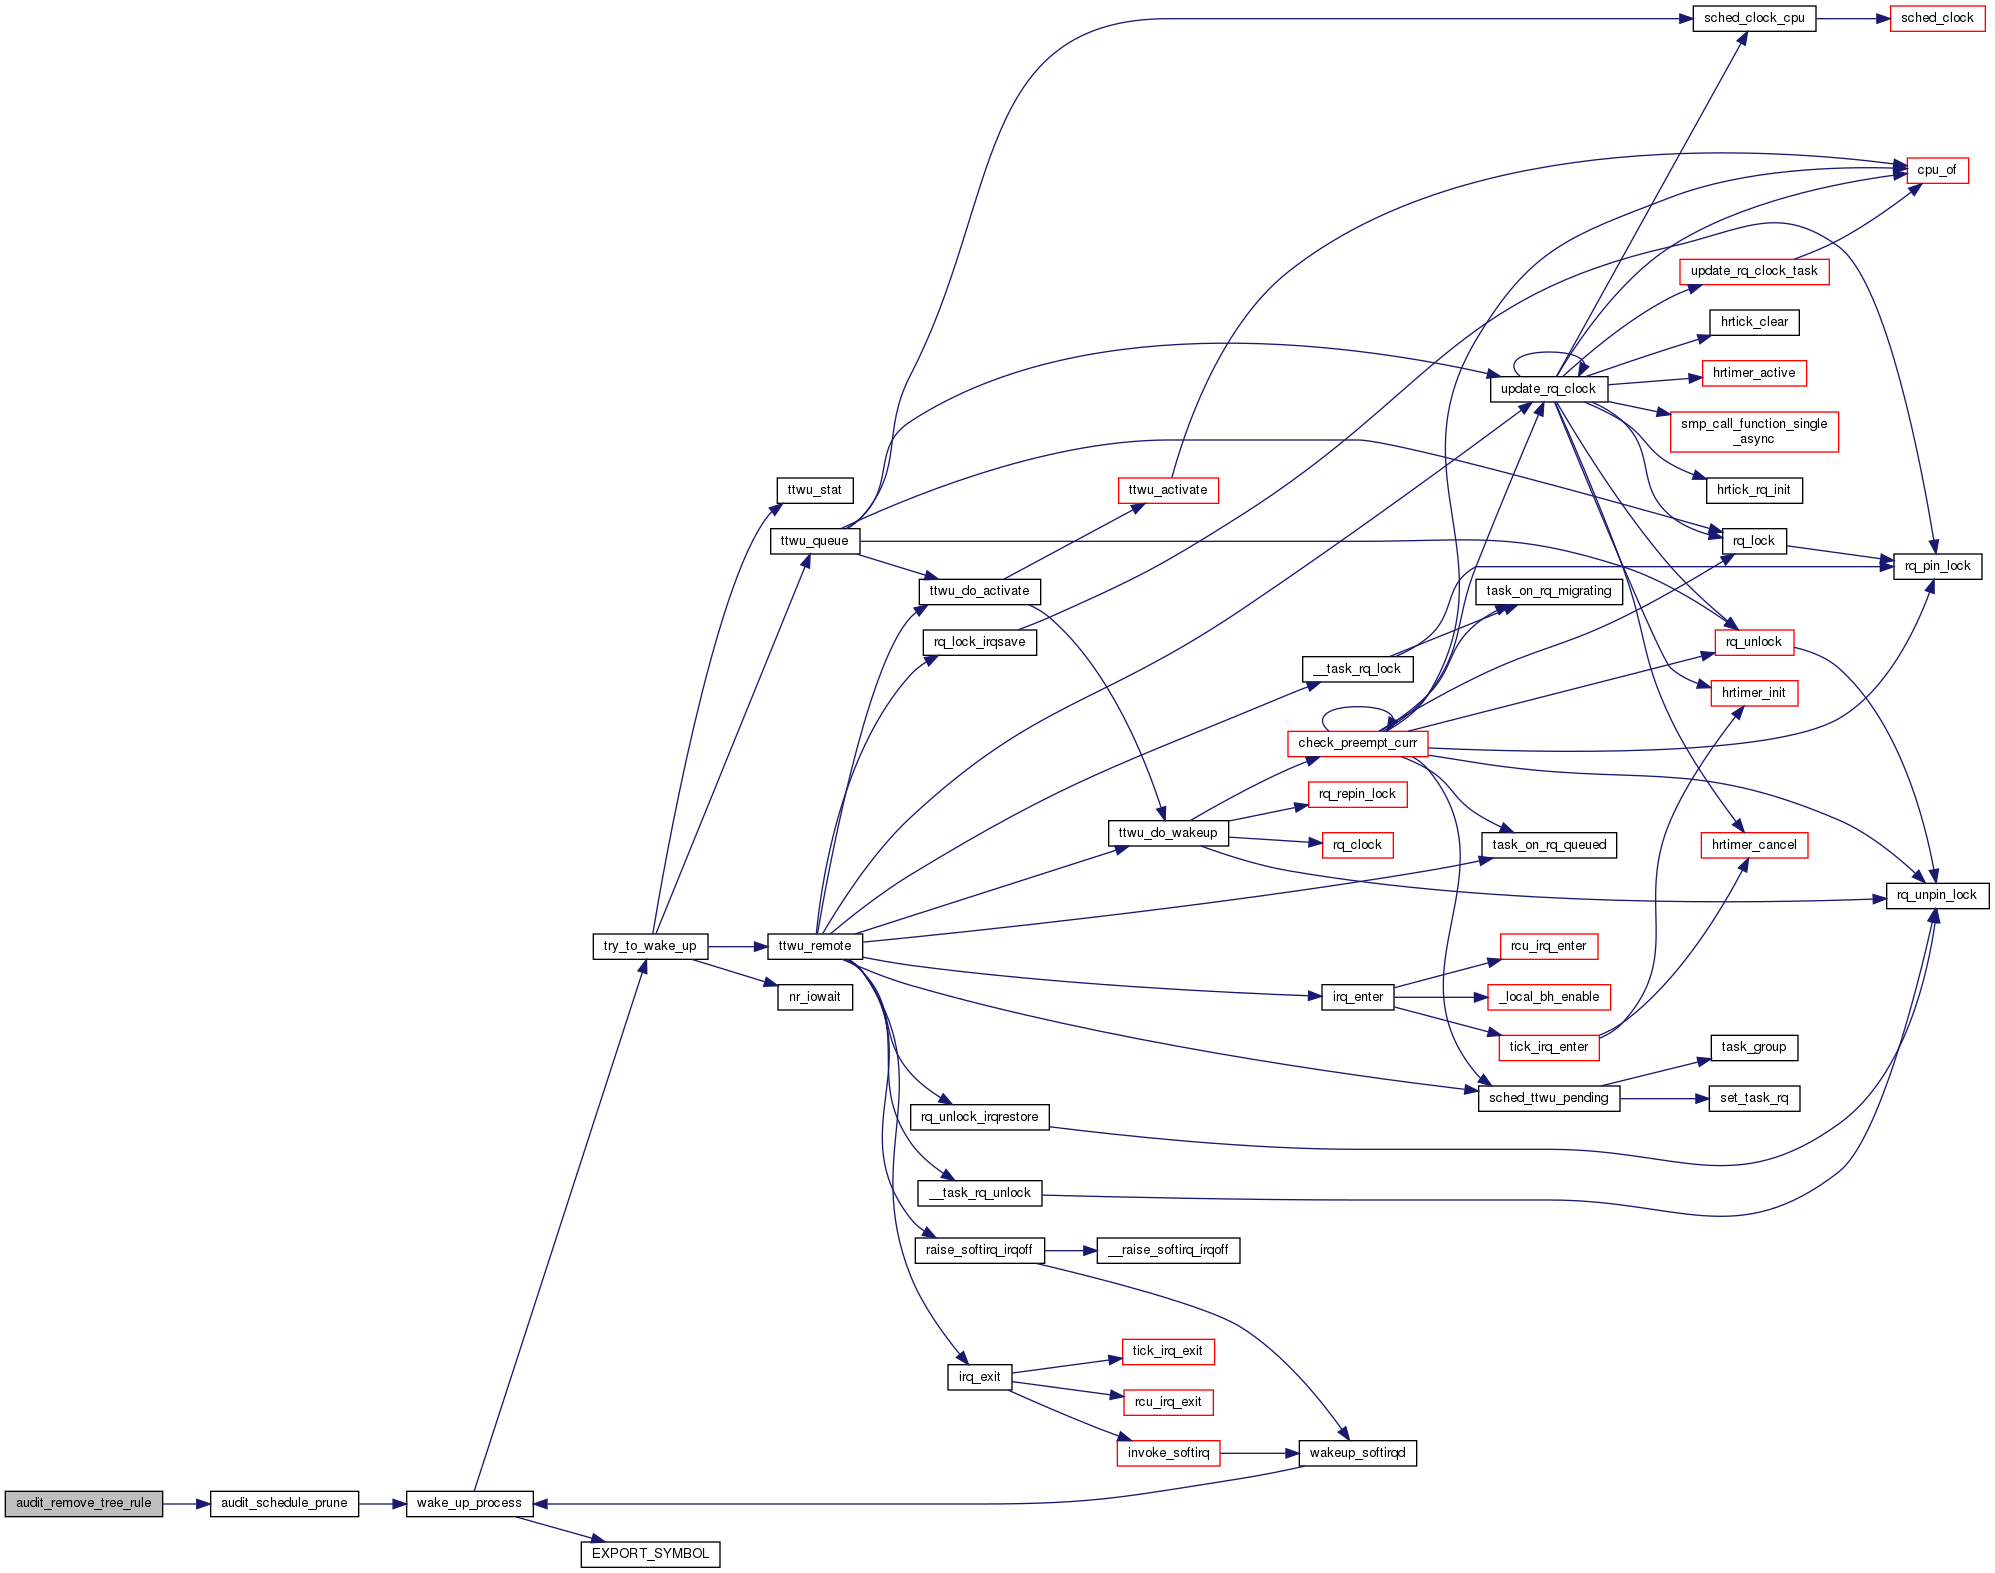 sched_clock_cpu
sched_clock
cpu_of
update_rq_clock_task
hrtick_clear
hrtimer_active
update_rq_clock
smp_call_function_single
_async
ttwu_stat
ttwu_activate
hrtick_rq_init
ttwu_queue
rq_lock
rq_pin_lock
ttwu_do_activate
task_on_rq_migrating
rq_lock_irqsave
rq_unlock
__task_rq_lock
hrtimer_init
check_preempt_curr
rq_repin_lock
ttwu_do_wakeup
rq_clock
task_on_rq_queued
hrtimer_cancel
rq_unpin_lock
try_to_wake_up
ttwu_remote
rcu_irq_enter
nr_iowait
irq_enter
_local_bh_enable
tick_irq_enter
task_group
sched_ttwu_pending
set_task_rq
rq_unlock_irqrestore
__task_rq_unlock
raise_softirq_irqoff
__raise_softirq_irqoff
tick_irq_exit
irq_exit
rcu_irq_exit
invoke_softirq
wakeup_softirqd
audit_remove_tree_rule
audit_schedule_prune
wake_up_process
EXPORT_SYMBOL